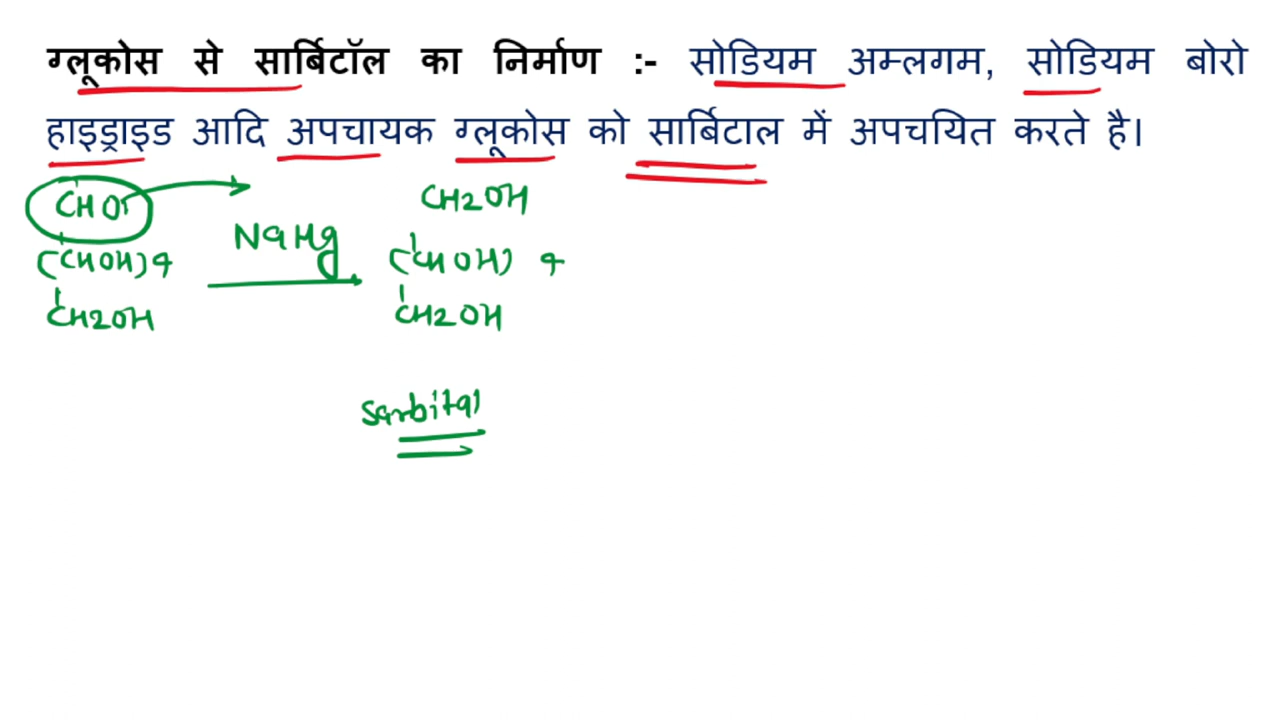 ग्लूकोस से सार्बिटॉल का निर्माण :- सोडियम अम्लगम, सोडियम बोरो
हाइड्राइड आदि अपचायक ग्लूकोस को सार्बिटाल में अपचयित करते है।
CHO NaHg CH2OH
(CHOH)4 (CHOH) 4
CH2OH CH2OH
Sarbital